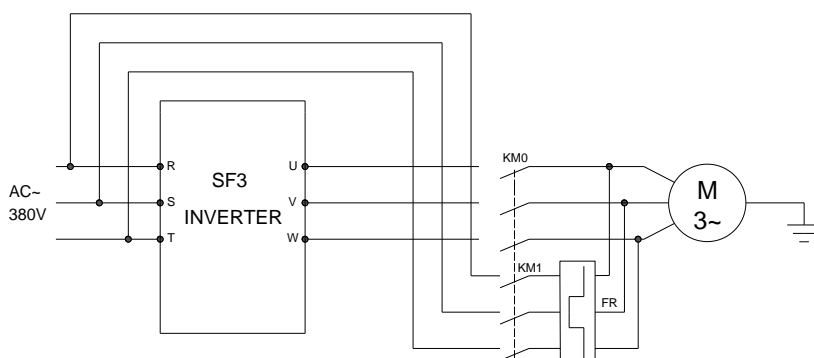 KM0
R
U
SF3
M
AC~
S
V
3~
380V
INVERTER
T
W
KM1
FR